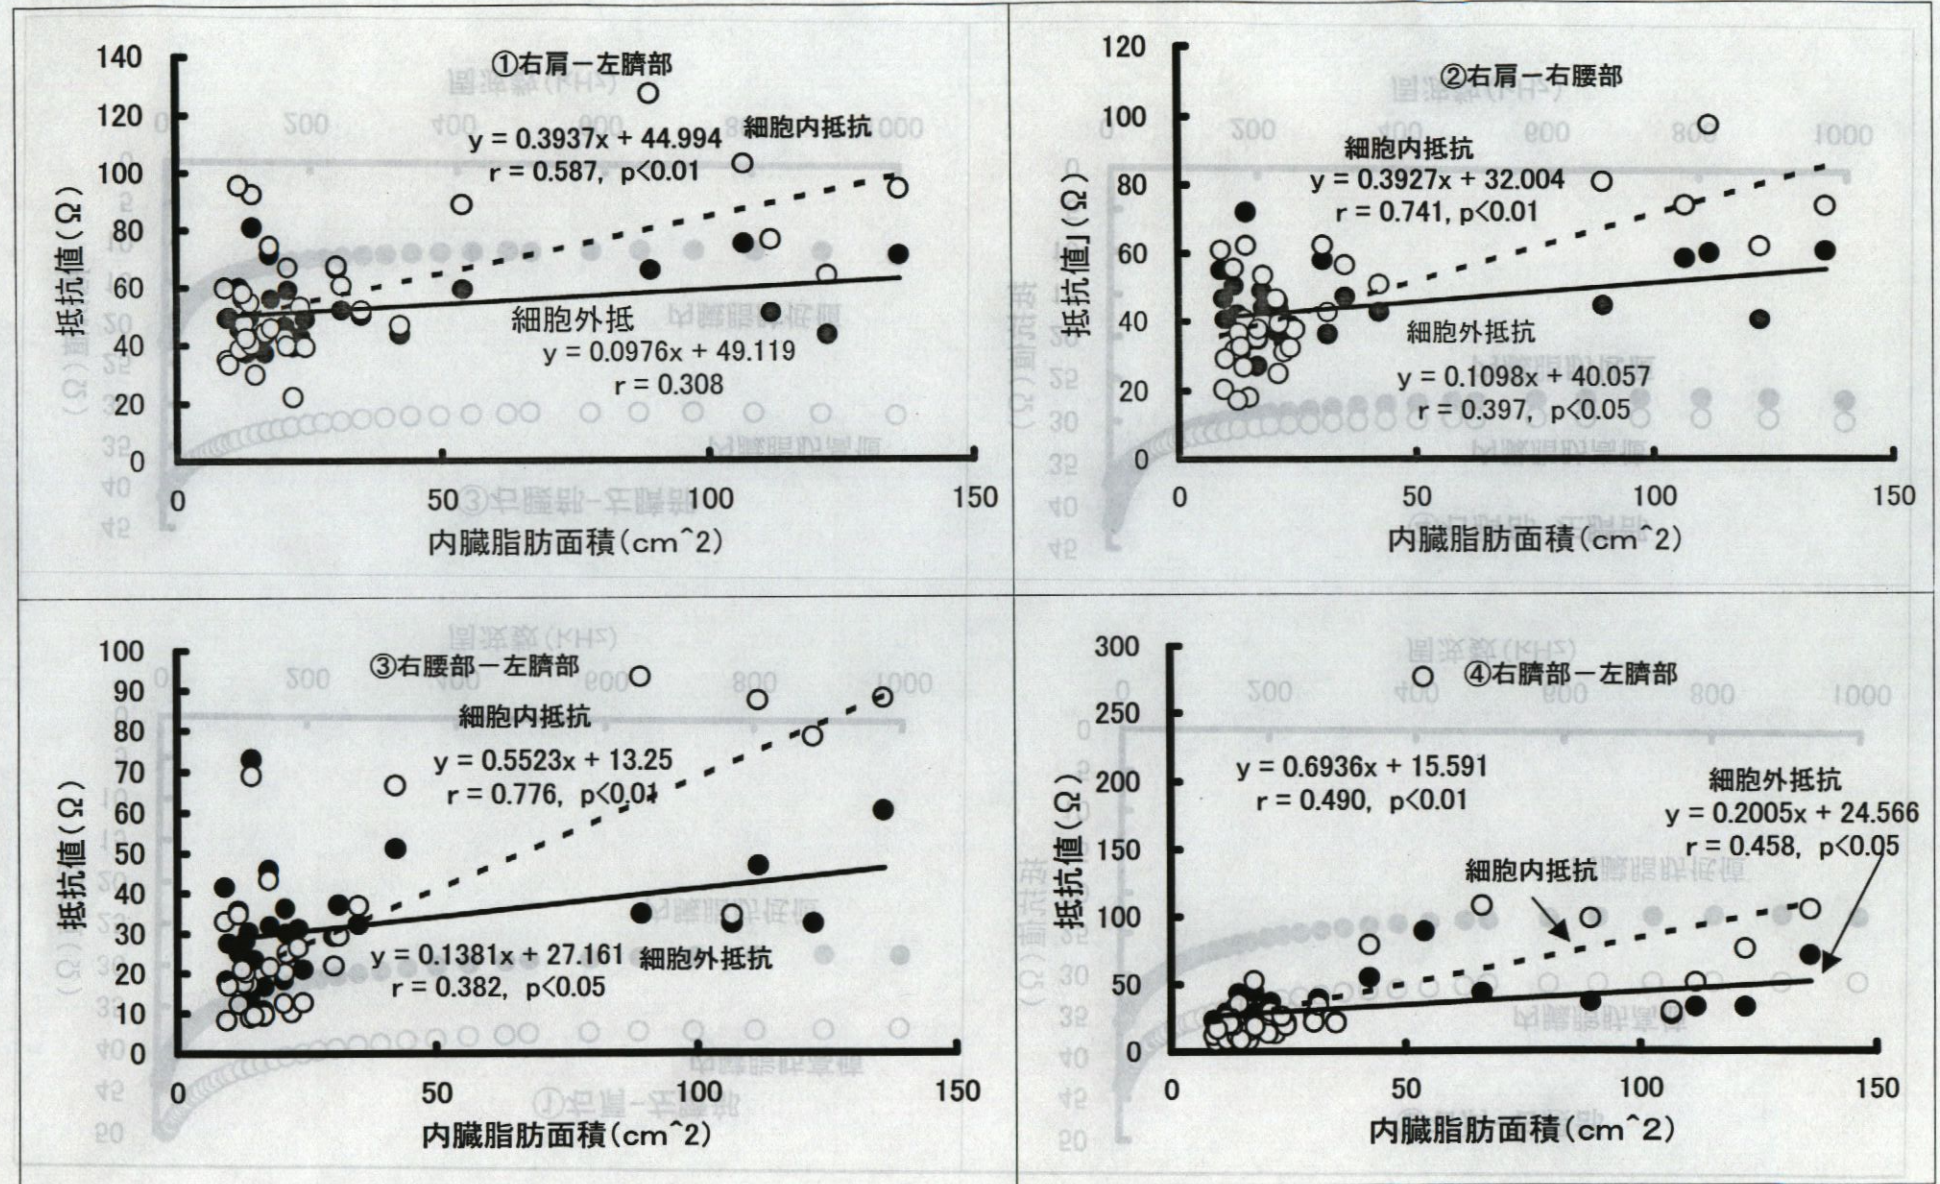 ①右肩－左臍部
140
120
100
80
60
40
20
0
抵抗値(Ω)
y = 0.3937x + 44.994
r = 0.587, p<0.01
細胞内抵抗
細胞外抵
y = 0.0976x + 49.119
r = 0.308
0 50 100 150
内臓脂肪面積(cm^2)
②右肩－右腰部
120
100
80
60
40
20
0
抵抗値」(Ω)
細胞内抵抗
y = 0.3927x + 32.004
r = 0.741, p<0.01
細胞外抵抗
y = 0.1098x + 40.057
r = 0.397, p<0.05
0 50 100 150
内臓脂肪面積(cm^2)
③右腰部－左臍部
100
90
80
70
60
50
40
30
20
10
0
抵抗値(Ω)
細胞内抵抗
y = 0.5523x + 13.25
r = 0.776, p<0.01
y = 0.1381x + 27.161
細胞外抵抗
r = 0.382, p<0.05
0 50 100 150
内臓脂肪面積(cm^2)
④右臍部－左臍部
300
250
200
150
100
50
0
抵抗値(Ω)
y = 0.6936x + 15.591
r = 0.490, p<0.01
細胞外抵抗
y = 0.2005x + 24.566
r = 0.458, p<0.05
細胞内抵抗
0 50 100 150
内臓脂肪面積(cm^2)